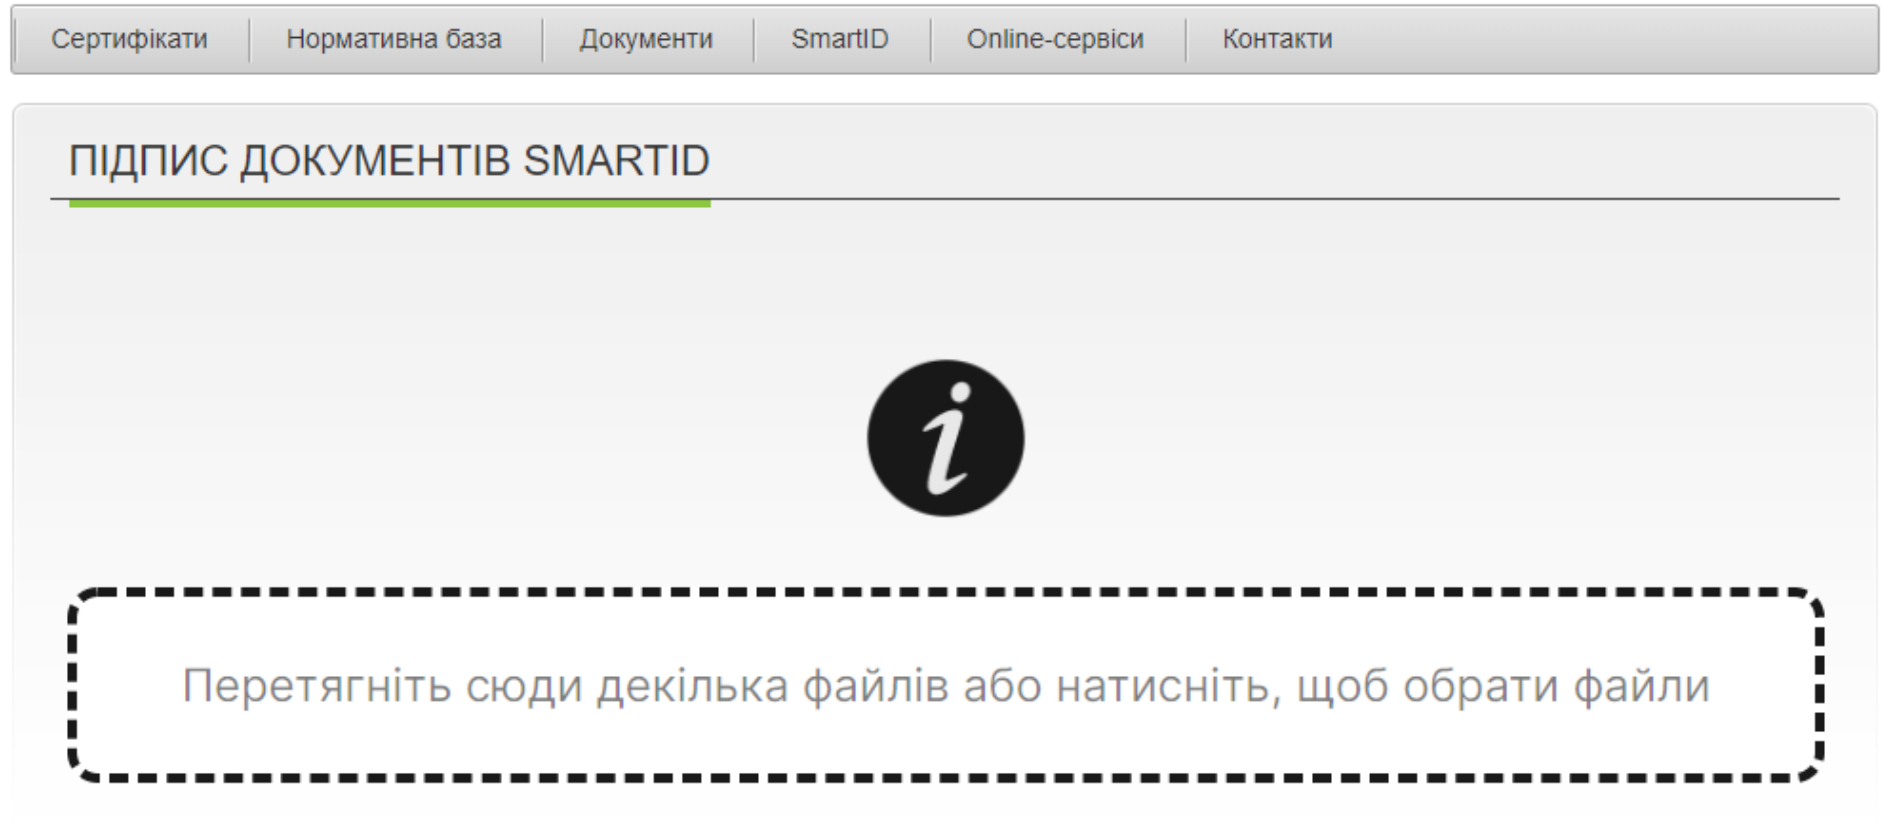 Сертифікати Нормативна база Документи SmartID Online-сервіси Контакти
ПІДПИС ДОКУМЕНТІВ SMARTID
i
Перетягніть сюди декілька файлів або натисніть, щоб обрати файли